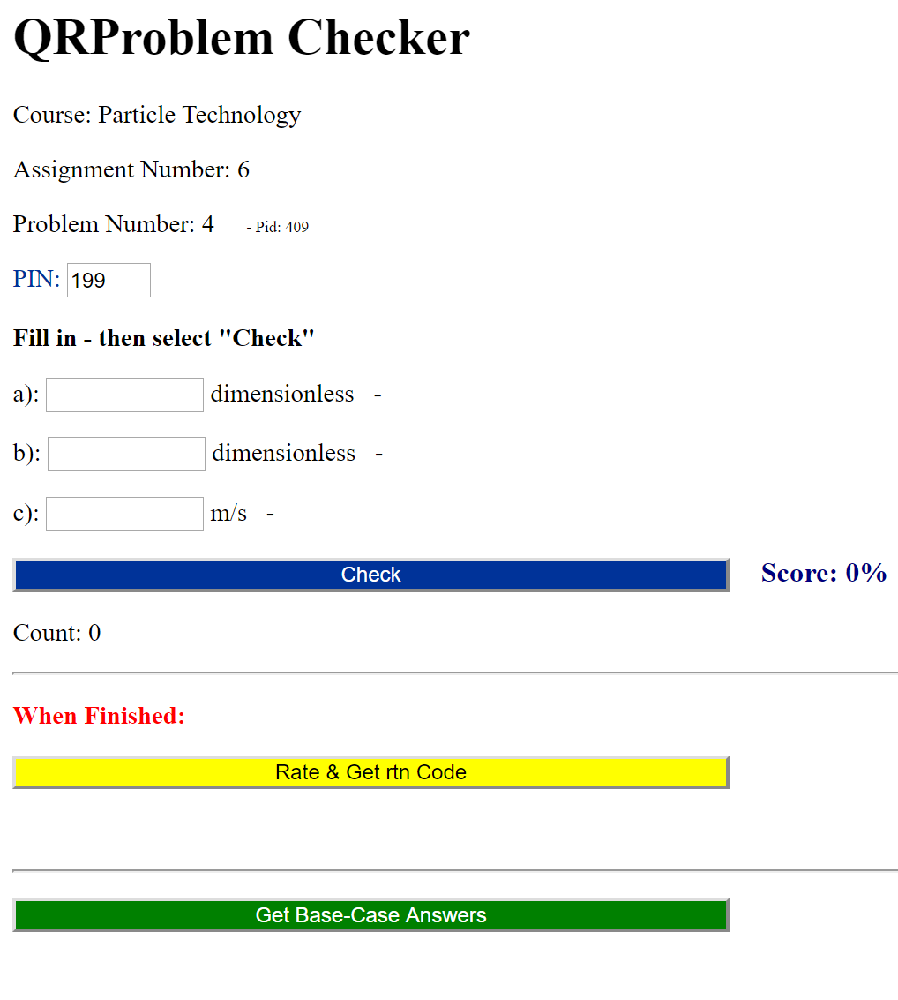 QRProblem Checker
Course: Particle Technology
Assignment Number: 6
Problem Number: 4 - Pid: 409
PIN: 199
Fill in - then select "Check"
a): dimensionless -
b): dimensionless -
c): m/s -
Check Score: 0%
Count: 0
When Finished:
Rate & Get rtn Code
Get Base-Case Answers